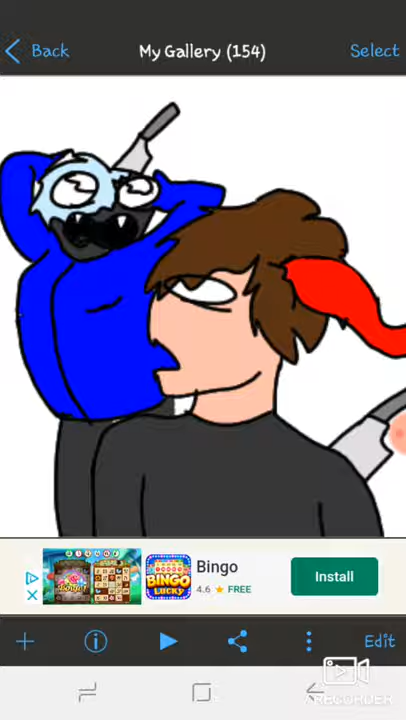 Back
My Gallery (154)
Select
BINGO
LUCKY
Bingo
4.6 ★ FREE
Install
Edit
RECORDER